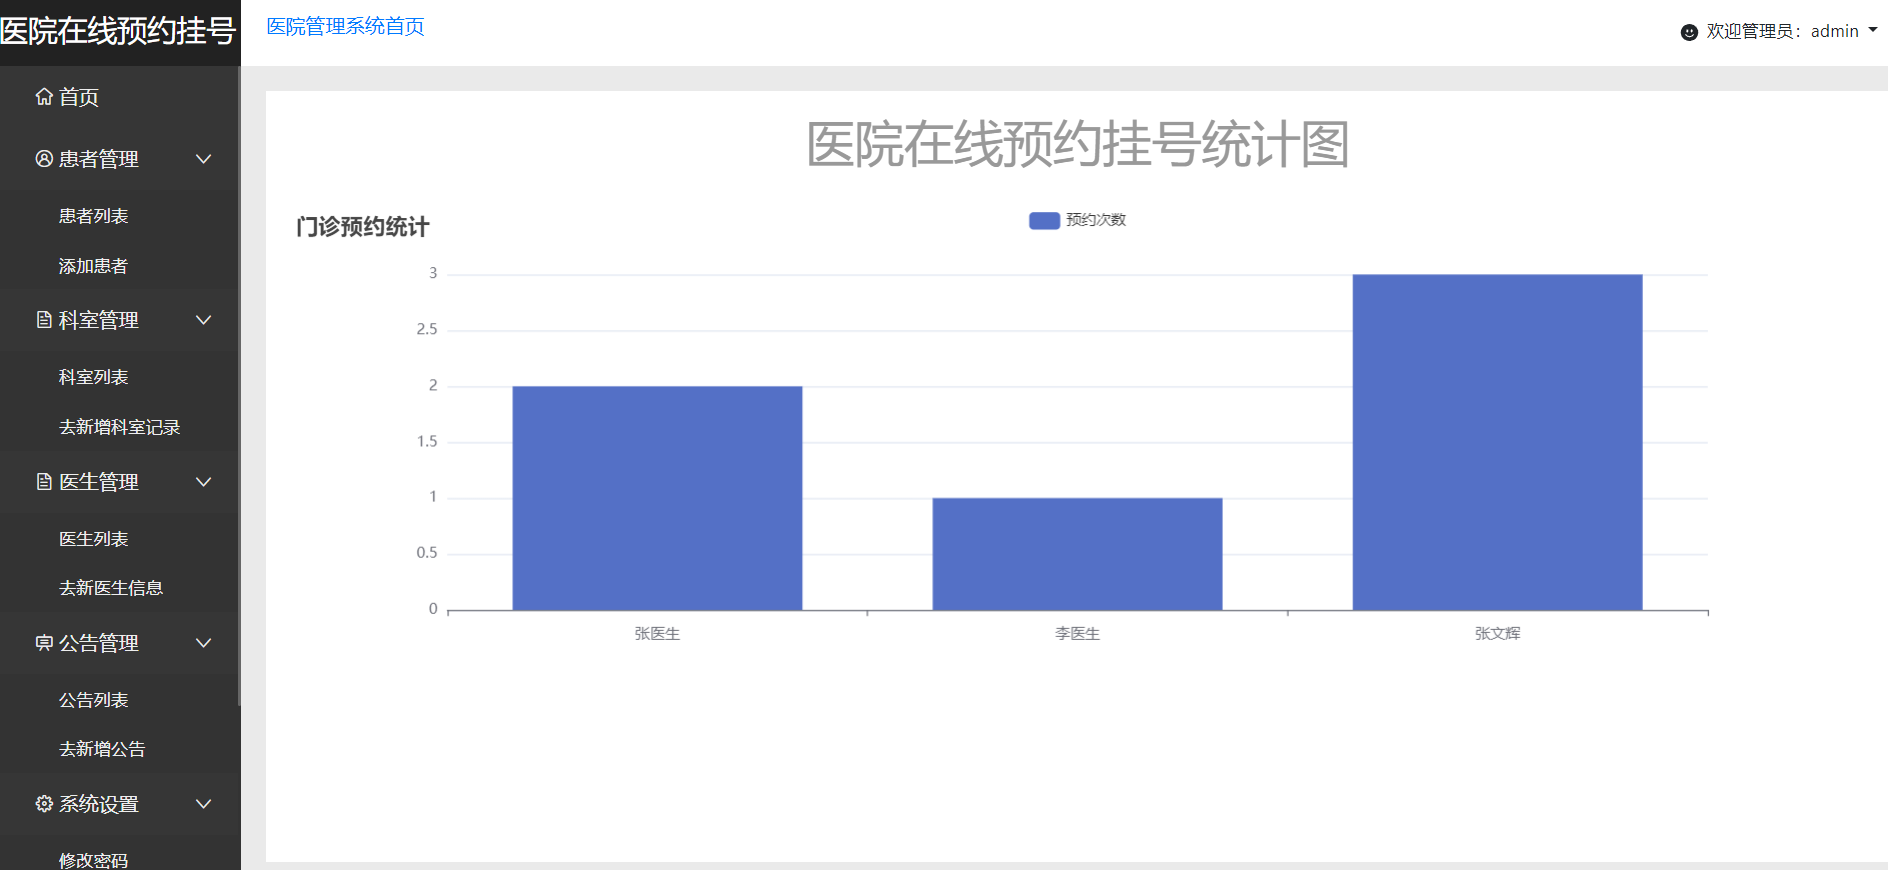 医院在线预约挂号
医院管理系统首页
欢迎管理员：admin
首页
患者管理
患者列表
添加患者
科室管理
科室列表
去新增科室记录
医生管理
医生列表
去新医生信息
公告管理
公告列表
去新增公告
系统设置
修改密码
医院在线预约挂号统计图
门诊预约统计
预约次数
3
2.5
2
1.5
1
0.5
0
张医生
李医生
张文辉